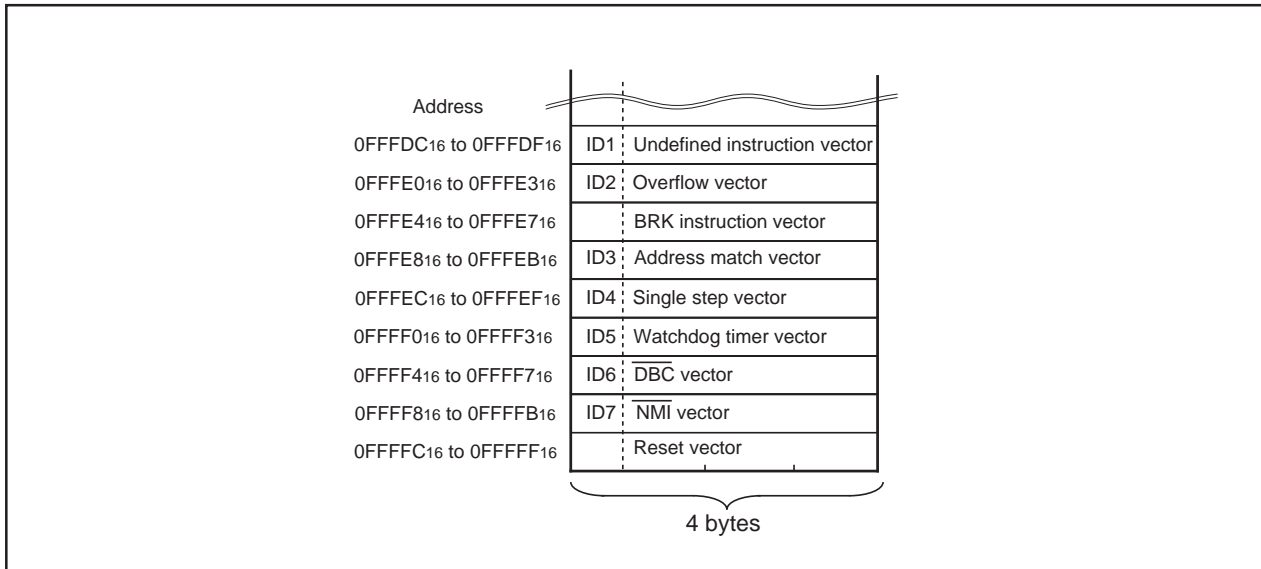 Address
0FFFDC16 to 0FFFDF16 ID1 Undefined instruction vector
0FFFE016 to 0FFFE316 ID2 Overflow vector
0FFFE416 to 0FFFE716 BRK instruction vector
0FFFE816 to 0FFFEB16 ID3 Address match vector
0FFFEC16 to 0FFFEF16 ID4 Single step vector
0FFFF016 to 0FFFF316 ID5 Watchdog timer vector
0FFFF416 to 0FFFF716 ID6 D̅B̅C̅ vector
0FFFF816 to 0FFFFB16 ID7 N̅M̅I̅ vector
0FFFFC16 to 0FFFFF16 Reset vector
4 bytes